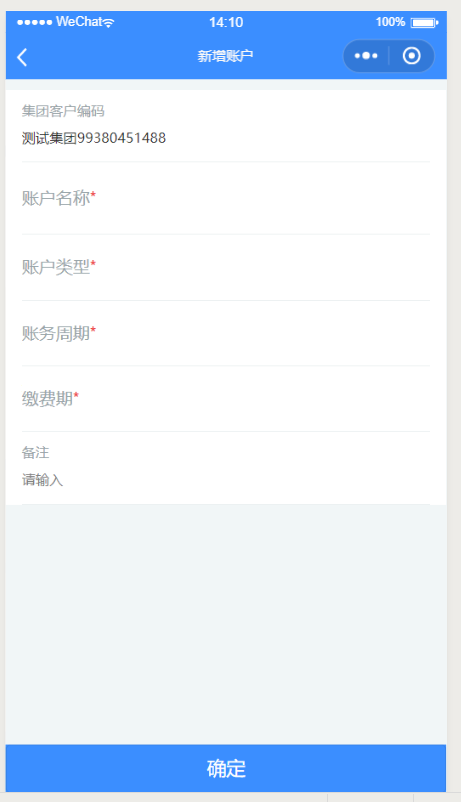 WeChat 14:10 100%
新增账户
集团客户编码
测试集团99380451488
账户名称*
账户类型*
账务周期*
缴费期*
备注
请输入
确定